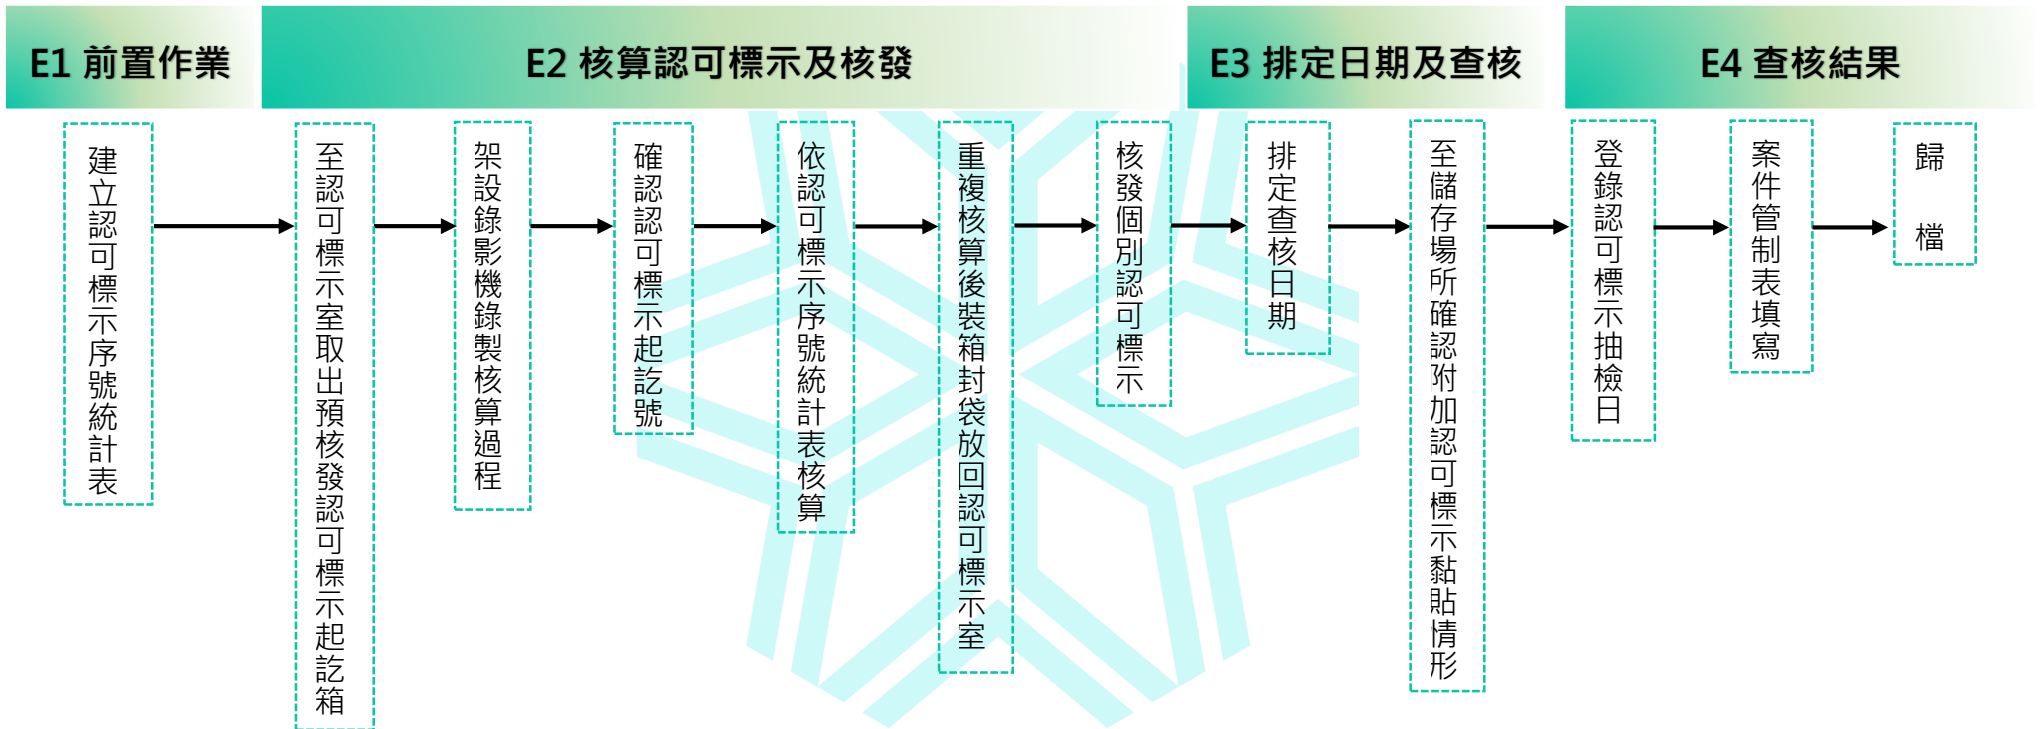 E1 前置作業
E2 核算認可標示及核發
E3 排定日期及查核
E4 查核結果
建立認可標示序號統計表
至認可標示室取出預核發認可標示起訖箱
架設錄影機錄製核算過程
確認認可標示起訖號
依認可標示序號統計表核算
重複核算後裝箱封袋放回認可標示室
核發個別認可標示
排定查核日期
至儲存場所確認附加認可標示黏貼情形
登錄認可標示抽檢日
案件管制表填寫
歸檔